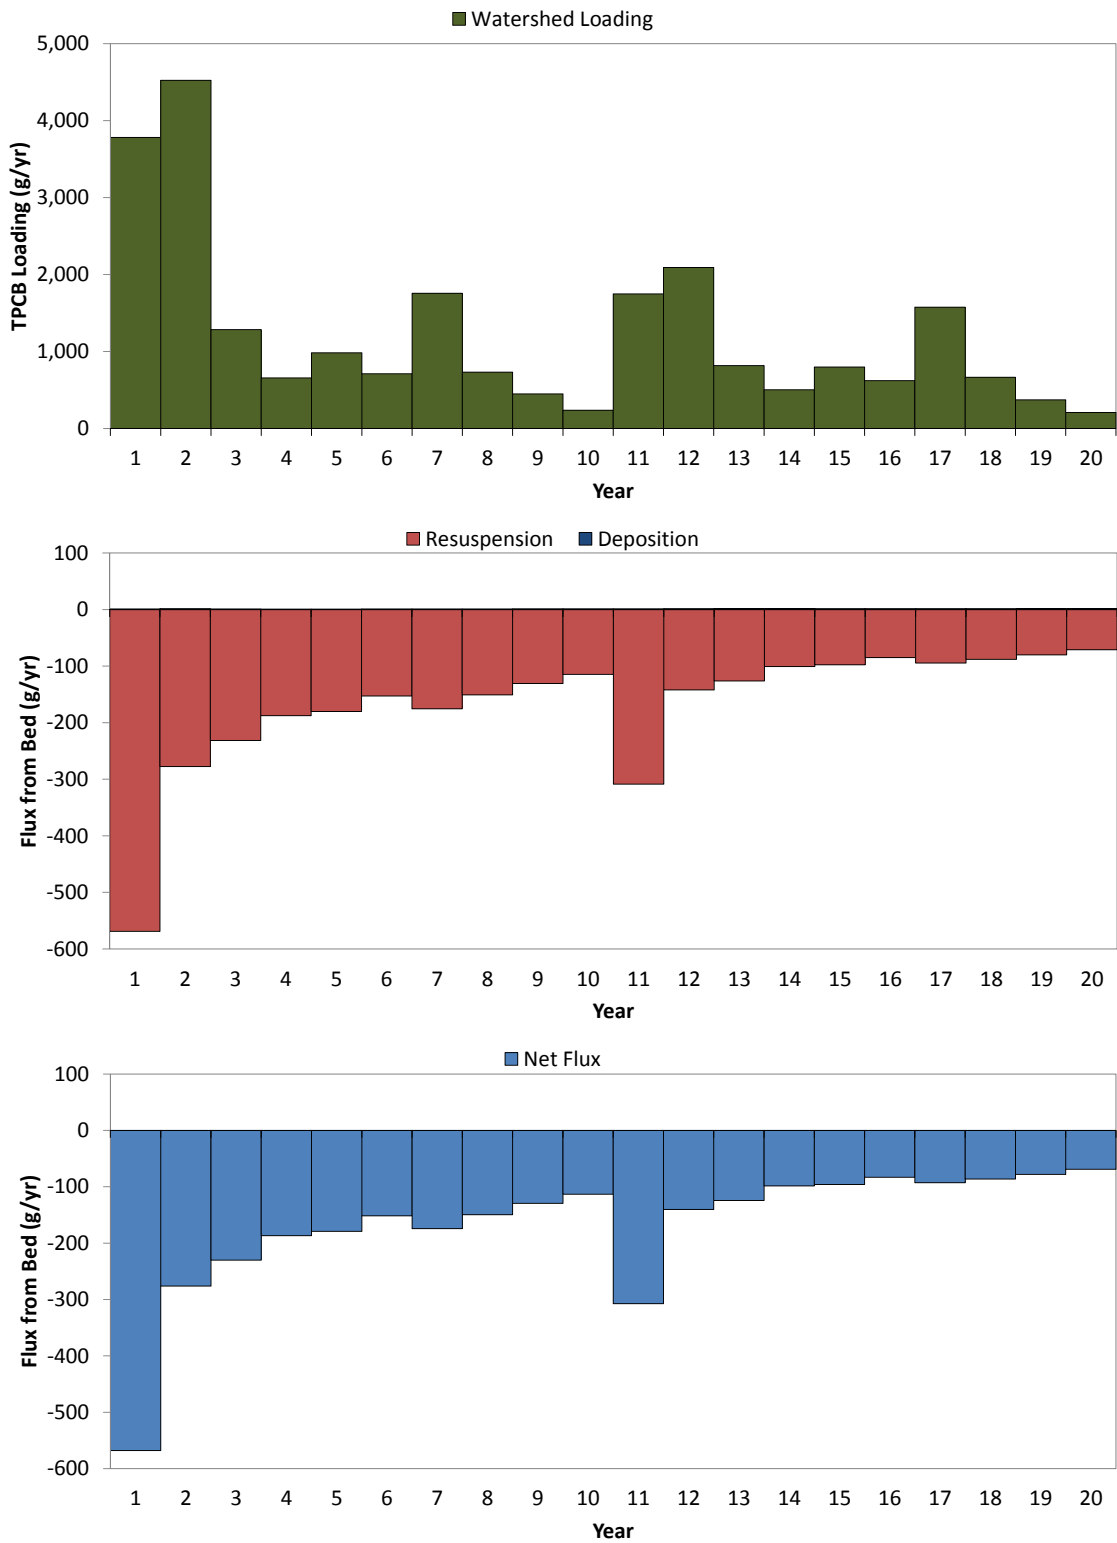 Watershed Loading
5,000
4,000
3,000
2,000
1,000
0
TPCB Loading (g/yr)
1 2 3 4 5 6 7 8 9 10 11 12 13 14 15 16 17 18 19 20
Year
Resuspension Deposition
100
0
-100
-200
-300
-400
-500
-600
Flux from Bed (g/yr)
1 2 3 4 5 6 7 8 9 10 11 12 13 14 15 16 17 18 19 20
Year
Net Flux
100
0
-100
-200
-300
-400
-500
-600
Flux from Bed (g/yr)
1 2 3 4 5 6 7 8 9 10 11 12 13 14 15 16 17 18 19 20
Year